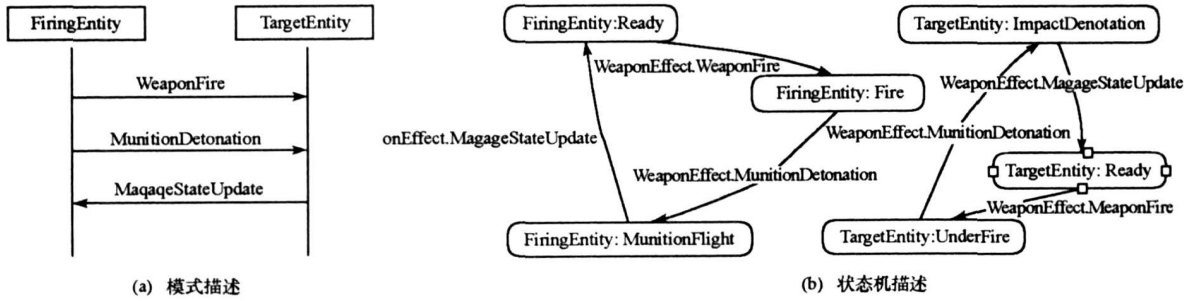 FiringEntity
TargetEntity
WeaponFire
MunitionDetonation
MaqaqeStateUpdate
(a) 模式描述
FiringEntity:Ready
TargetEntity: ImpactDenotation
WeaponEffect.WeaponFire
WeaponEffect.MagageStateUpdate
FiringEntity: Fire
onEffect.MagageStateUpdate
WeaponEffect.MunitionDetonation
WeaponEffect.MunitionDetonation
TargetEntity: Ready
WeaponEffect.MeaponFire
FiringEntity: MunitionFlight
TargetEntity:UnderFire
(b) 状态机描述